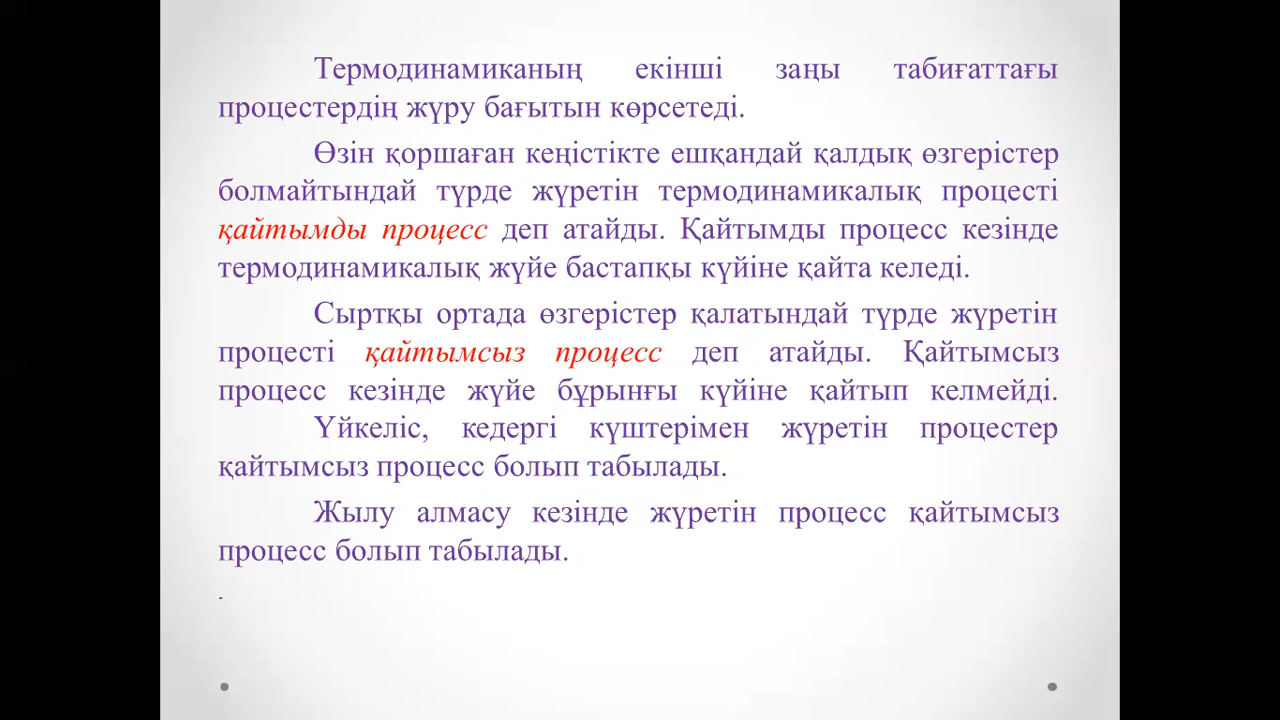 Термодинамиканың екінші заңы табиғаттағы
процестердің жүру бағытын көрсетеді.
Өзін қоршаған кеңістікте ешқандай қалдық өзгерістер
болмайтындай түрде жүретін термодинамикалық процесті
қайтымды процесс деп атайды. Қайтымды процесс кезінде
термодинамикалық жүйе бастапқы күйіне қайта келеді.
Сыртқы ортада өзгерістер қалатындай түрде жүретін
процесті қайтымсыз процесс деп атайды. Қайтымсыз
процесс кезінде жүйе бұрынғы күйіне қайтып келмейді.
Үйкеліс, кедергі күштерімен жүретін процестер
қайтымсыз процесс болып табылады.
Жылу алмасу кезінде жүретін процесс қайтымсыз
процесс болып табылады.
.